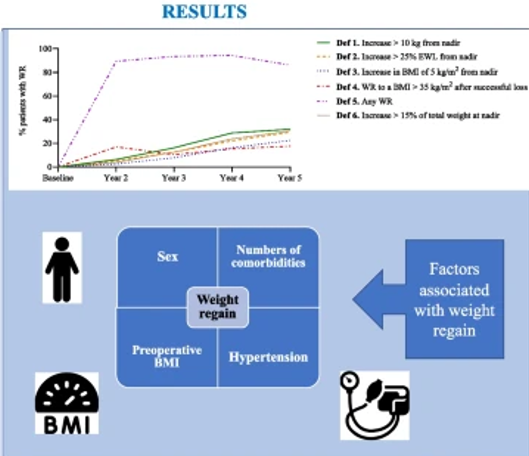 RESULTS
% patients with WR
100
80
60
40
20
0
Baseline
Year 2
Year 3
Year 4
Year 5
Def 1. Increase > 10 kg from nadir
Def 2. Increase > 25% EWL from nadir
Def 3. Increase in BMI of 5 kg/m² from nadir
Def 4. WR to a BMI > 35 kg/m² after successful loss
Def 5. Any WR
Def 6. Increase > 15% of total weight at nadir
Sex
Numbers of
comorbidities
Weight
regain
Preoperative
BMI
Hypertension
Factors
associated
with weight
regain
BMI